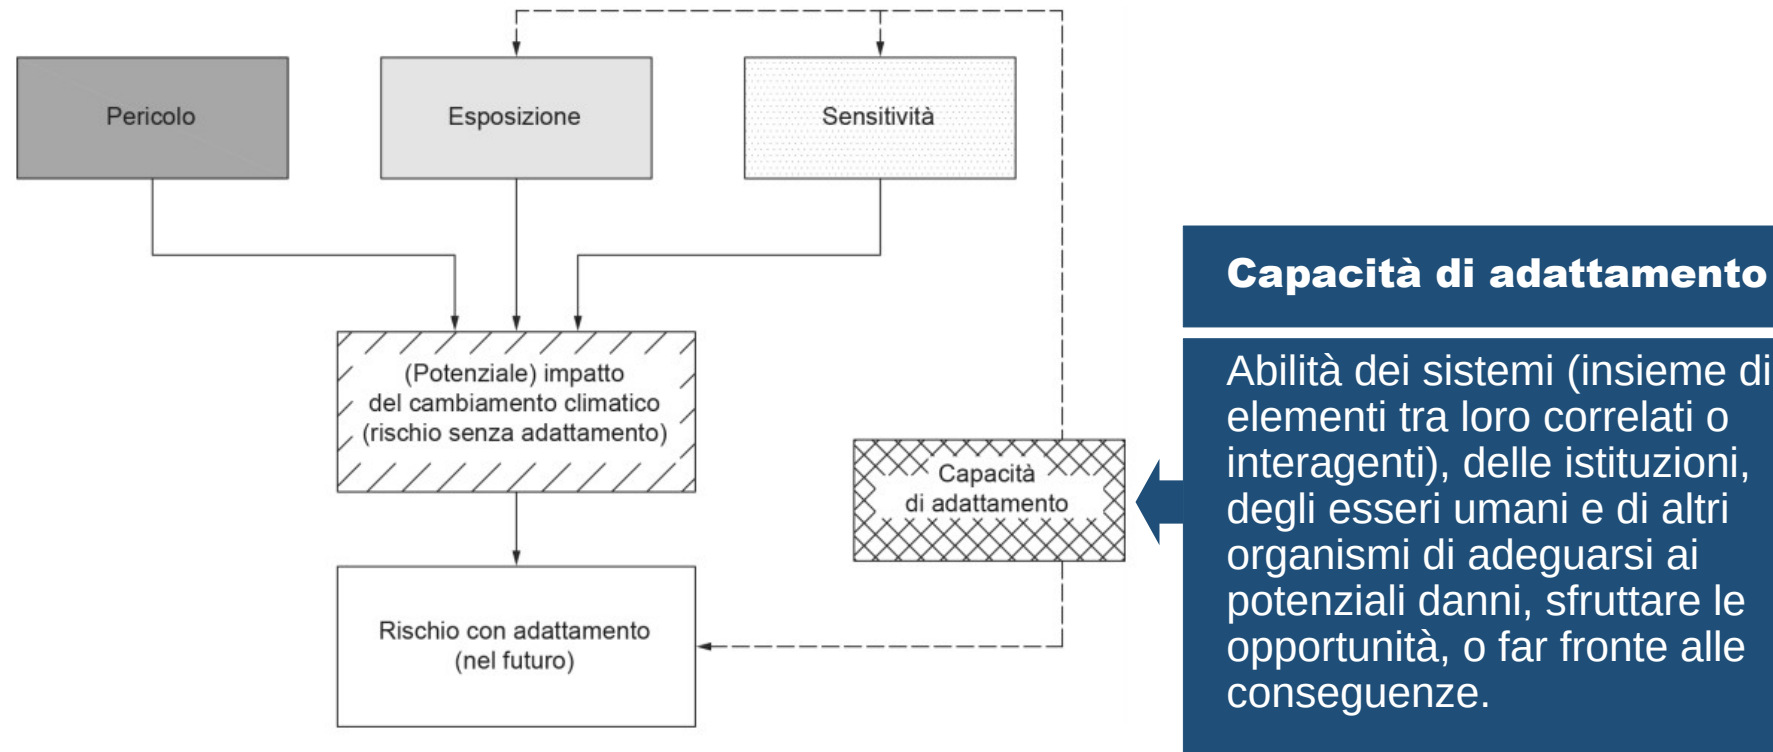 Pericolo
Esposizione
Sensitività
(Potenziale) impatto
del cambiamento climatico
(rischio senza adattamento)
Capacità
di adattamento
Rischio con adattamento
(nel futuro)
Capacità di adattamento
Abilità dei sistemi (insieme di
elementi tra loro correlati o
interagenti), delle istituzioni,
degli esseri umani e di altri
organismi di adeguarsi ai
potenziali danni, sfruttare le
opportunità, o far fronte alle
conseguenze.